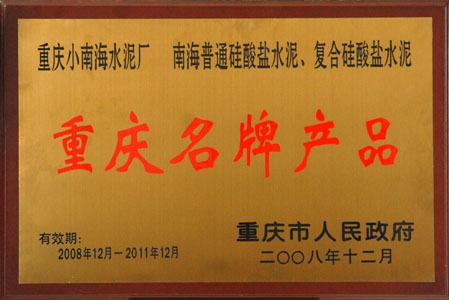 重庆小南海水泥厂 南海普通硅酸盐水泥、复合硅酸盐水泥
重庆名牌产品
有效期：
2008年12月－2011年12月
重庆市人民政府
二〇〇八年十二月